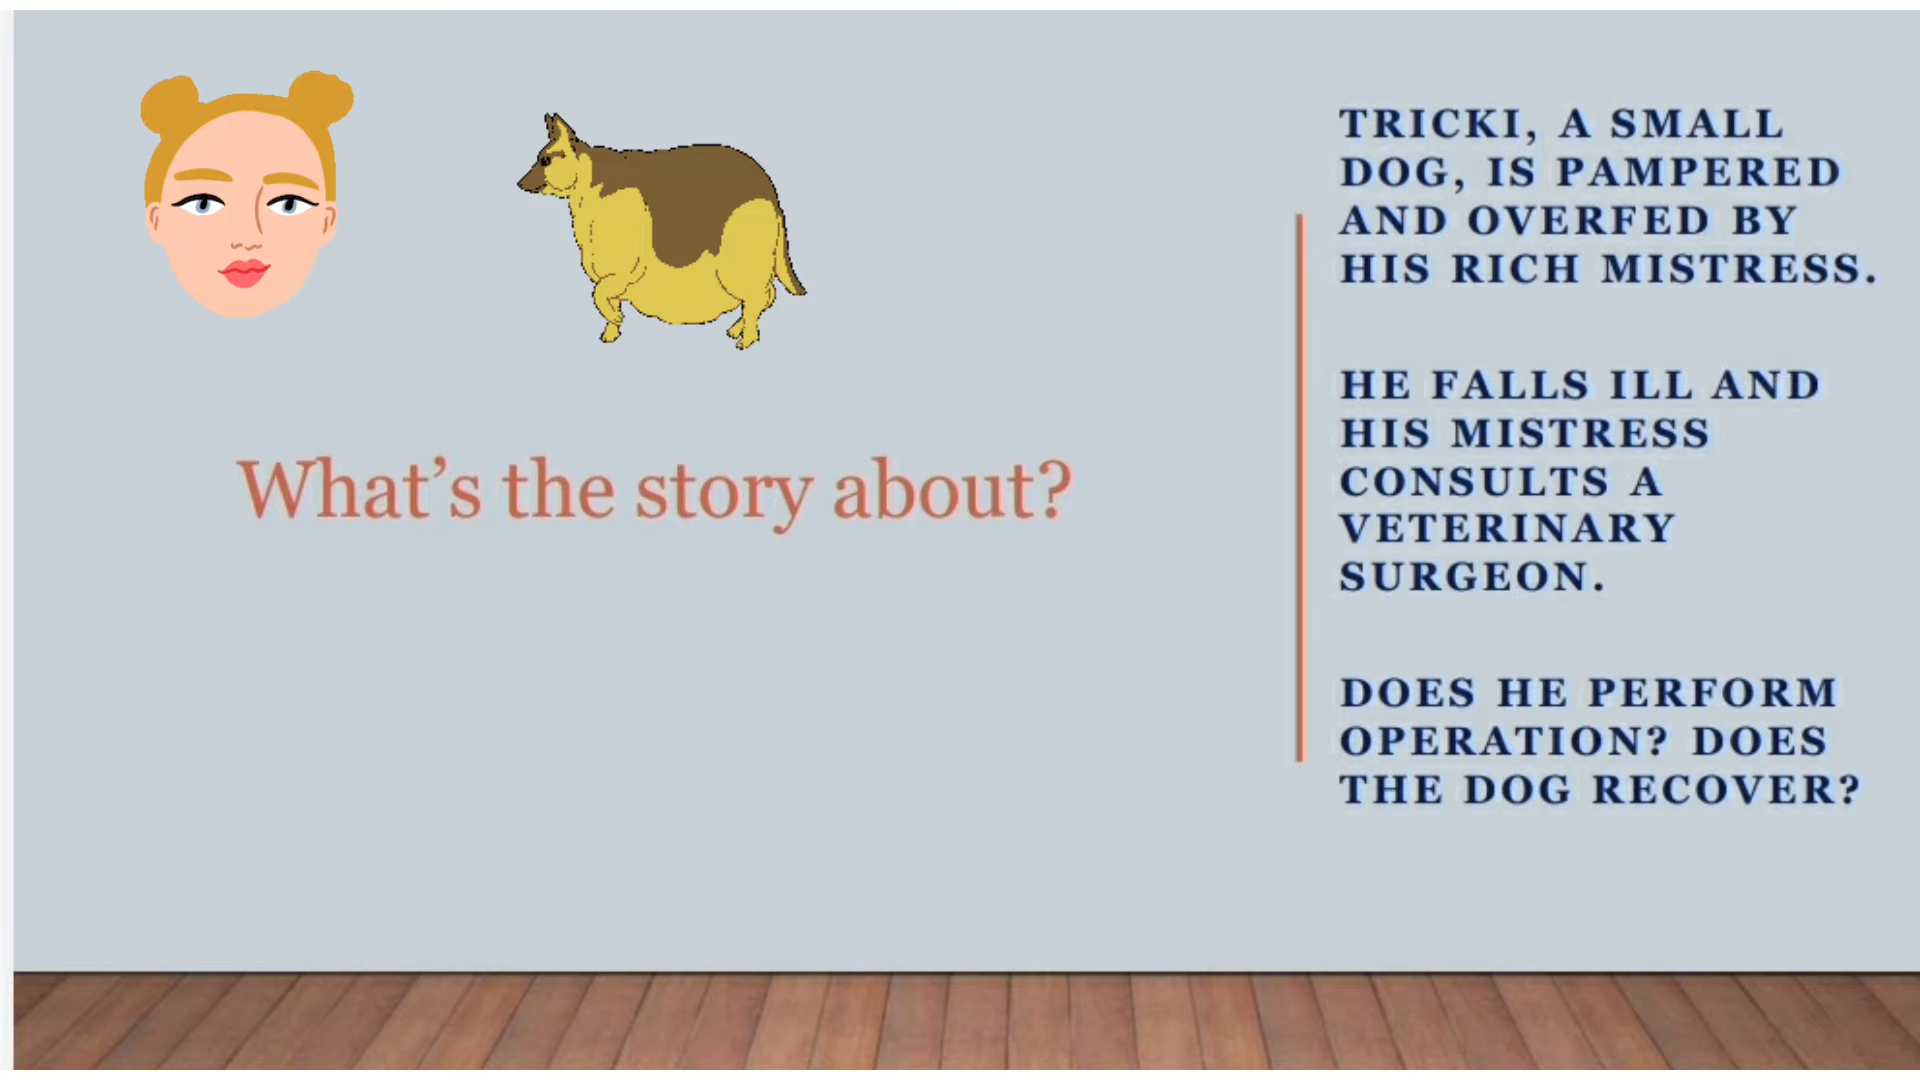 What's the story about?
TRICKI, A SMALL
DOG, IS PAMPERED
AND OVERFED BY
HIS RICH MISTRESS.
HE FALLS ILL AND
HIS MISTRESS
CONSULTS A
VETERINARY
SURGEON.
DOES HE PERFORM
OPERATION? DOES
THE DOG RECOVER?